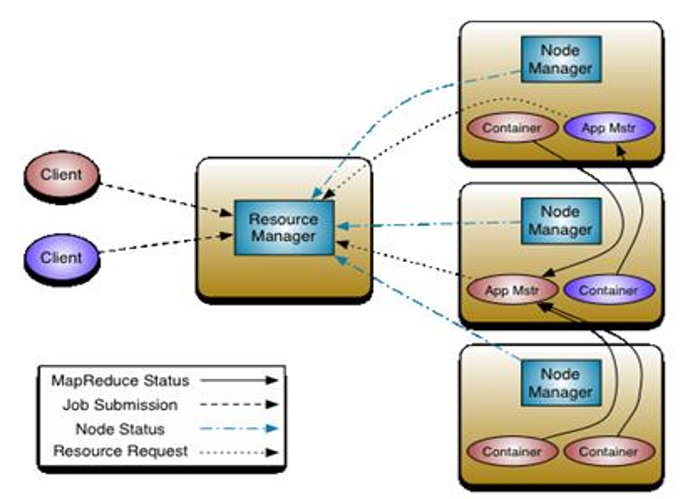 Node
Manager
Container
App Mstr
Client
Resource
Manager
Node
Manager
Client
App Mstr
Container
Node
Manager
MapReduce Status
Job Submission
Node Status
Resource Request
Container
Container